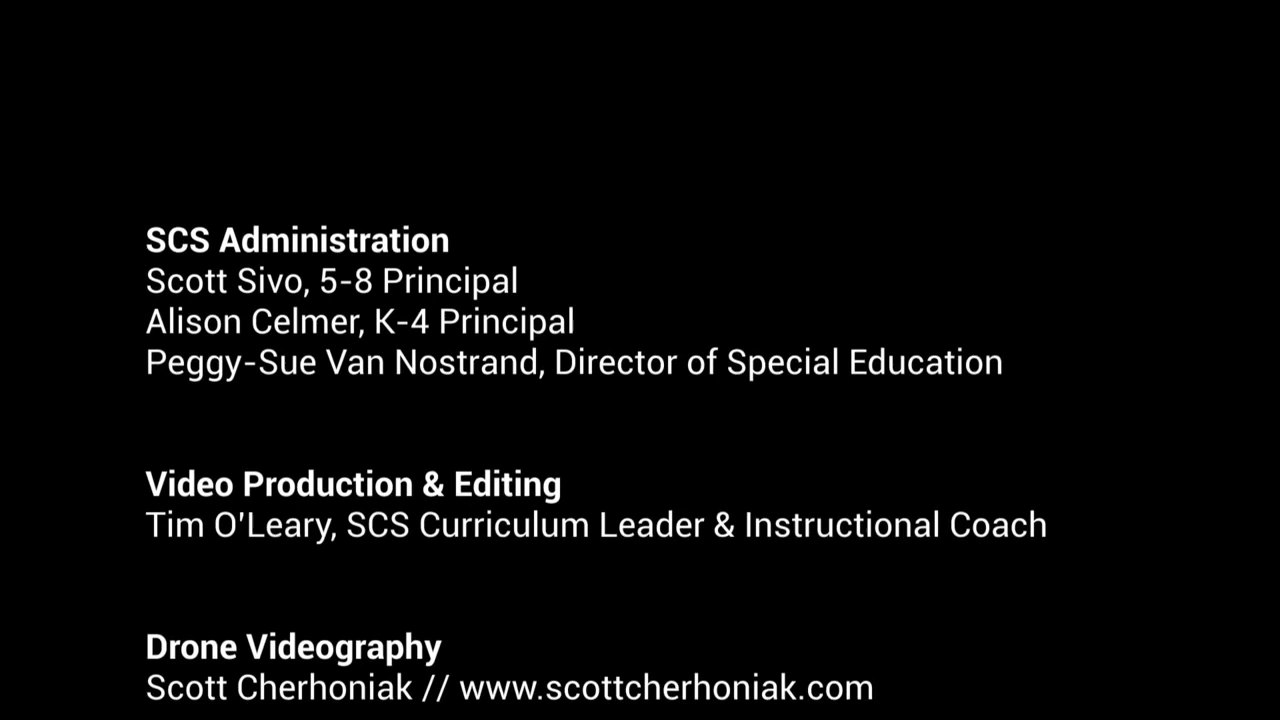 SCS Administration
Scott Sivo, 5-8 Principal
Alison Celmer, K-4 Principal
Peggy-Sue Van Nostrand, Director of Special Education
Video Production & Editing
Tim O'Leary, SCS Curriculum Leader & Instructional Coach
Drone Videography
Scott Cherhoniak // www.scottcherhoniak.com